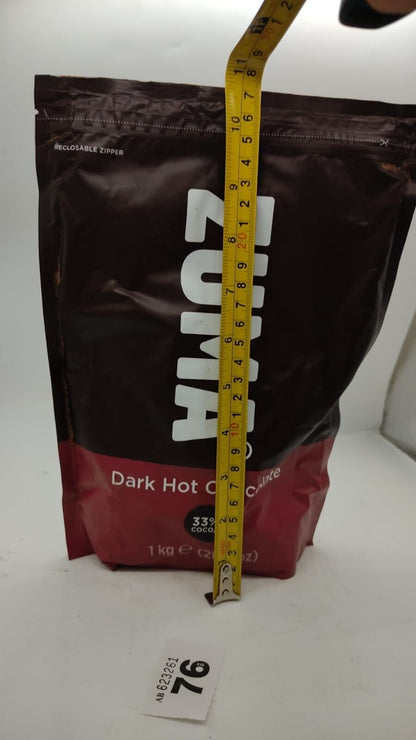 RECLOSABLE ZIPPER
ZUMA
Dark Hot
33%
1 kg e
AB 623261
76